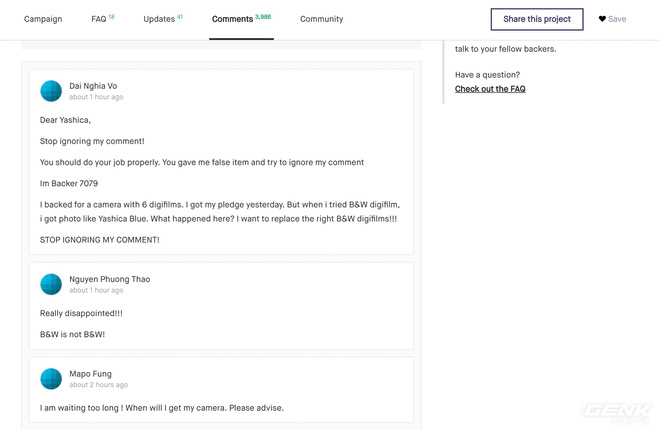 Campaign
FAQ 18
Updates 41
Comments 3,986
Community
Share this project
Save
talk to your fellow backers.
Have a question?
Check out the FAQ
Dai Nghia Vo
about 1 hour ago
Dear Yashica,
Stop ignoring my comment!
You should do your job properly. You gave me false item and try to ignore my comment
Im Backer 7079
I backed for a camera with 6 digifilms. I got my pledge yesterday. But when i tried B&W digifilm,
i got photo like Yashica Blue. What happened here? I want to replace the right B&W digifilms!!!
STOP IGNORING MY COMMENT!
Nguyen Phuong Thao
about 1 hour ago
Really disappointed!!!
B&W is not B&W!
Mapo Fung
about 2 hours ago
I am waiting too long ! When will I get my camera. Please advise.
GENK